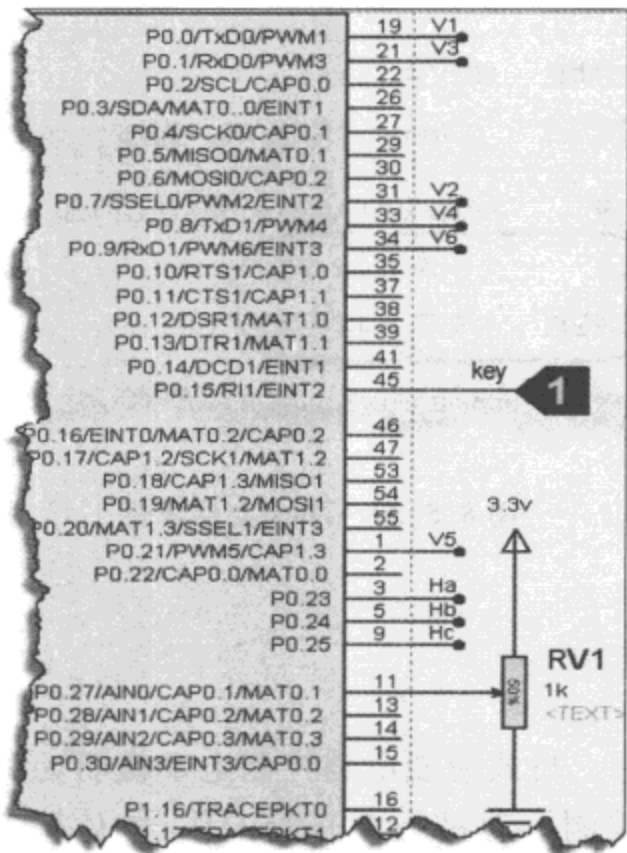 P0.0/TxD0/PWM1 19 V1
P0.1/RxD0/PWM3 21 V3
P0.2/SCL/CAP0.0 22
P0.3/SDA/MAT0..0/EINT1 26
P0.4/SCK0/CAP0.1 27
P0.5/MISO0/MAT0.1 29
P0.6/MOSI0/CAP0.2 30
P0.7/SSEL0/PWM2/EINT2 31 V2
P0.8/TxD1/PWM4 33 V4
P0.9/RxD1/PWM6/EINT3 34 V6
P0.10/RTS1/CAP1.0 35
P0.11/CTS1/CAP1.1 37
P0.12/DSR1/MAT1.0 38
P0.13/DTR1/MAT1.1 39
P0.14/DCD1/EINT1 41
P0.15/RI1/EINT2 45 key 1
P0.16/EINT0/MAT0.2/CAP0.2 46
P0.17/CAP1.2/SCK1/MAT1.2 47
P0.18/CAP1.3/MISO1 53
P0.19/MAT1.2/MOSI1 54
3.3v
P0.20/MAT1.3/SSEL1/EINT3 55
P0.21/PWM5/CAP1.3 1 V5
P0.22/CAP0.0/MAT0.0 2
P0.23 3 Ha
P0.24 5 Hb
P0.25 9 Hc
RV1
P0.27/AIN0/CAP0.1/MAT0.1 11 50% 1k
P0.28/AIN1/CAP0.2/MAT0.2 13 <TEXT>
P0.29/AIN2/CAP0.3/MAT0.3 14
P0.30/AIN3/EINT3/CAP0.0 15
P1.16/TRACEPKT0 16
12